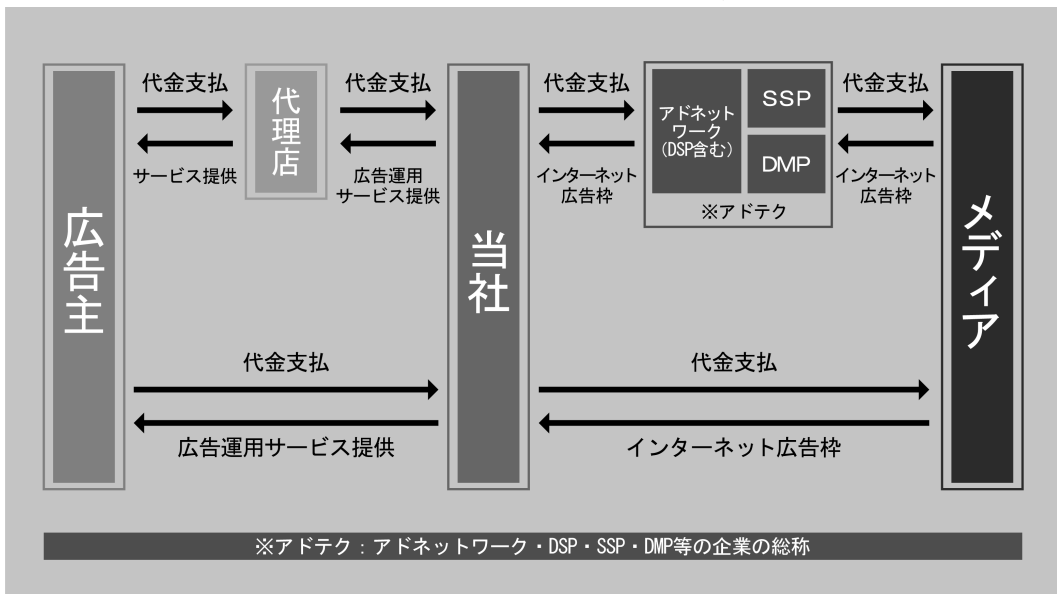 広告主
代金支払
サービス提供
代理店
代金支払
広告運用
サービス提供
当社
代金支払
インターネット
広告枠
アドネット
ワーク
(DSP含む)
SSP
DMP
※アドテク
代金支払
インターネット
広告枠
メディア
代金支払
広告運用サービス提供
代金支払
インターネット広告枠
※アドテク：アドネットワーク・DSP・SSP・DMP等の企業の総称